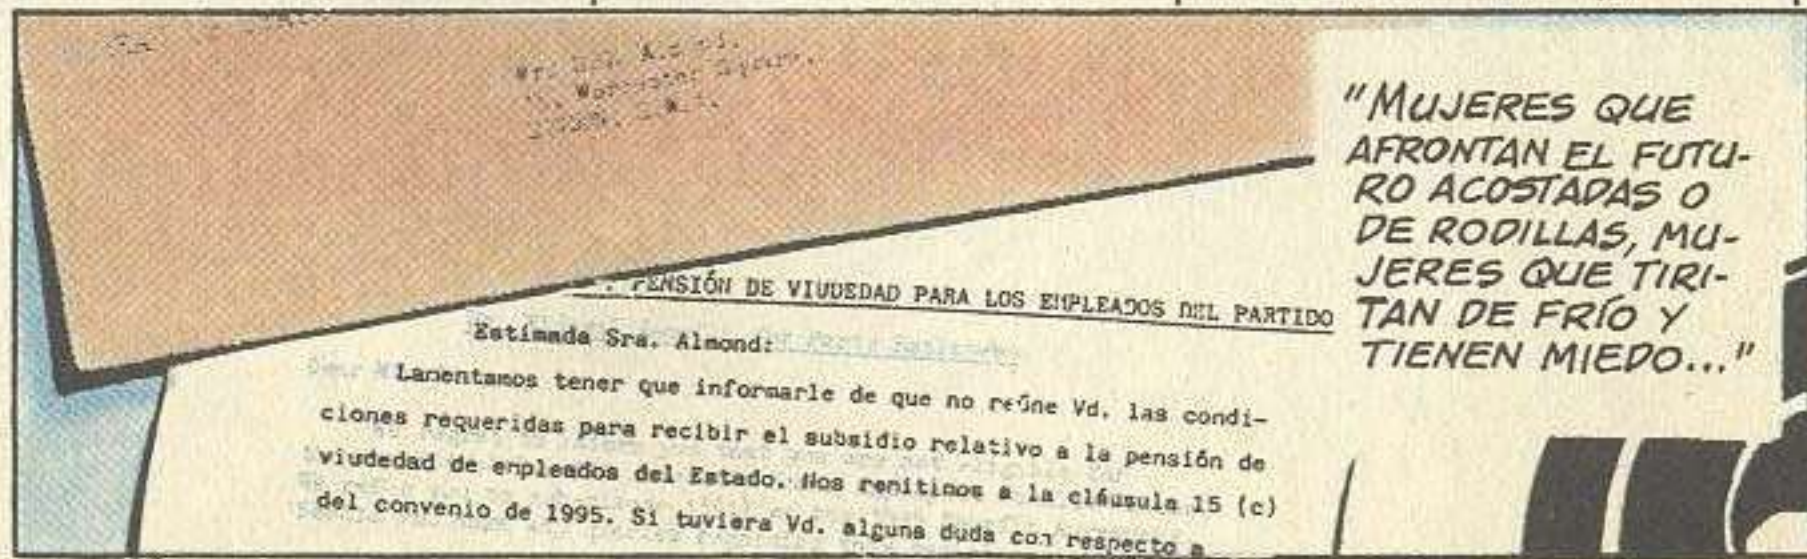 Mrs
": PENSIÓN DE VIUDEDAD PARA LOS EMPLEADOS DEL PARTIDO
Estimada Sra. Almond:
Lamentamos tener que informarle de que no reúne Vd. las condi-
ciones requeridas para recibir el subsidio relativo a la pensión de
viudedad de empleados del Estado. Nos remitimos a la cláusula 15 (c)
del convenio de 1995. Si tuviera Vd. alguna duda con respecto a
"MUJERES QUE
AFRONTAN EL FUTU-
RO ACOSTADAS O
DE RODILLAS, MU-
JERES QUE TIRI-
TAN DE FRÍO Y
TIENEN MIEDO..."